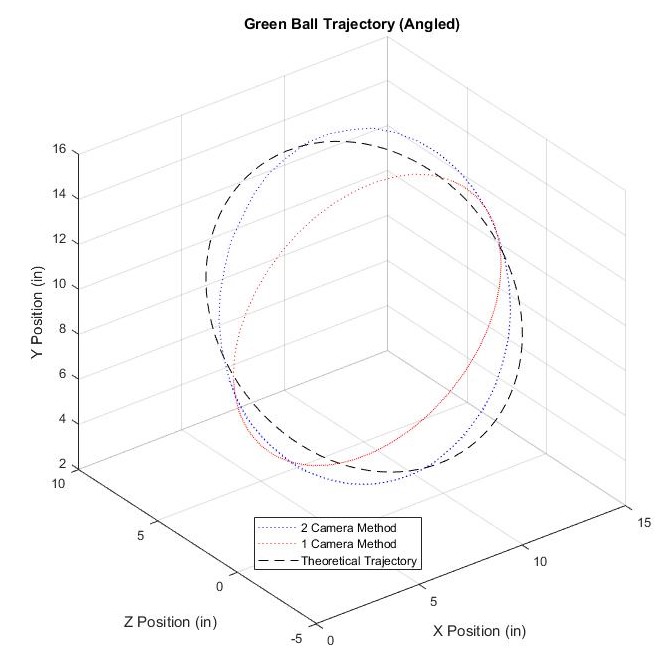 Green Ball Trajectory (Angled)
16
14
12
10
8
6
4
2
Y Position (in)
10
5
0
-5
Z Position (in)
0
5
10
15
X Position (in)
2 Camera Method
1 Camera Method
Theoretical Trajectory